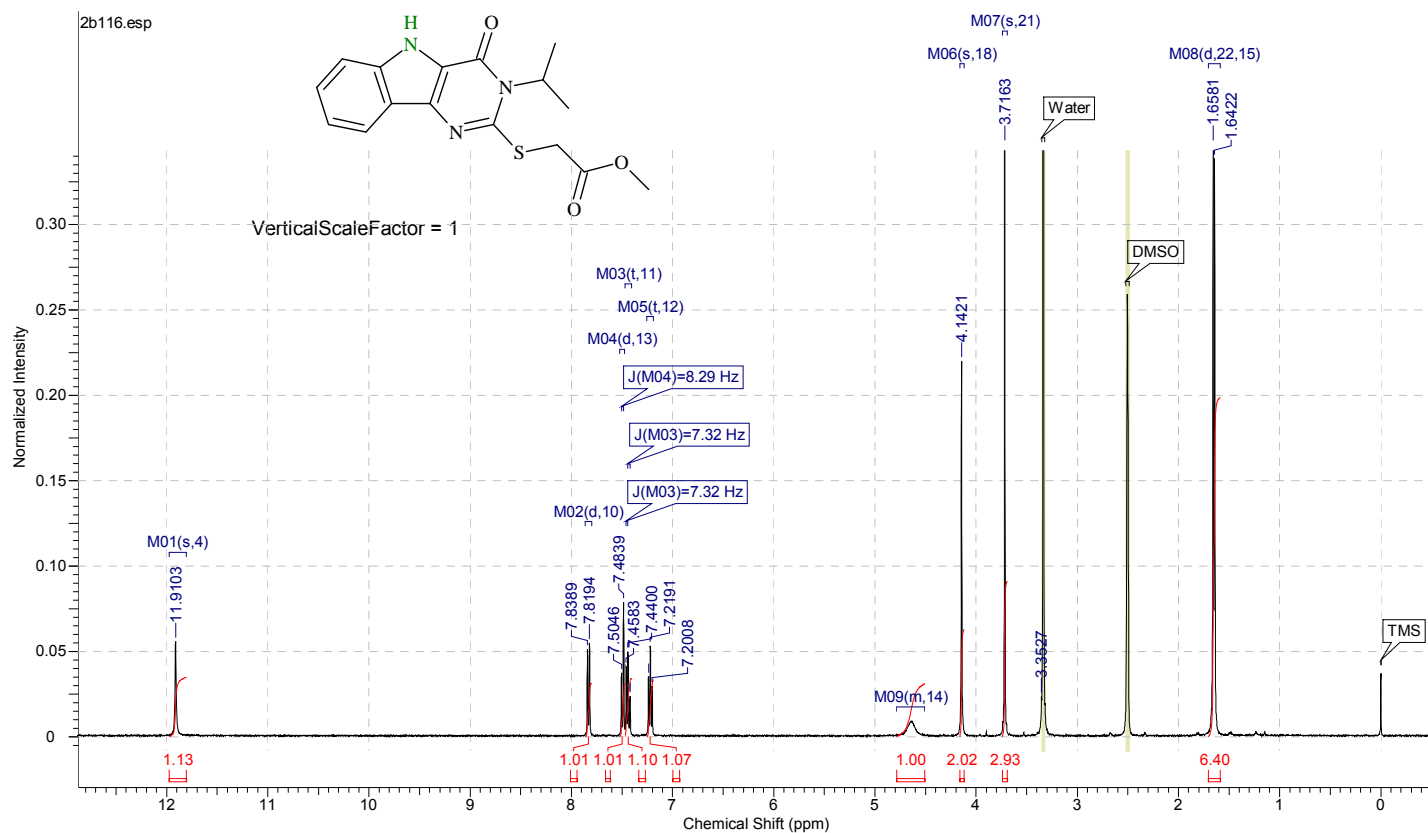 2b116.esp
H
N
O
N
N
S
O
O
VerticalScaleFactor = 1
M07(s,21)
M06(s,18)
M08(d,22,15)
3.7163
1.6581
1.6422
Water
DMSO
4.1421
M03(t,11)
M05(t,12)
M04(d,13)
J(M04)=8.29 Hz
J(M03)=7.32 Hz
J(M03)=7.32 Hz
M02(d,10)
M01(s,4)
11.9103
7.8389
7.8194
7.5046
7.4839
7.4583
7.4400
7.2191
7.2008
3.3527
M09(m,14)
TMS
Normalized Intensity
0.30
0.25
0.20
0.15
0.10
0.05
0
1.13
1.01
1.01
1.10
1.07
1.00
2.02
2.93
6.40
12
11
10
9
8
7
6
5
4
3
2
1
0
Chemical Shift (ppm)